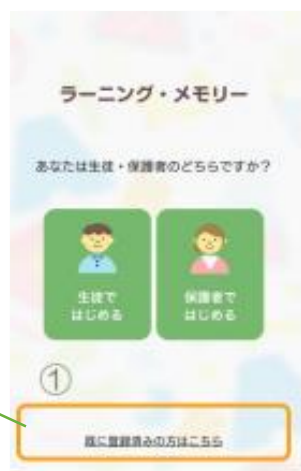 ラーニング・メモリー
あなたは生徒・保護者のどちらですか？
生徒で
はじめる
保護者で
はじめる
①
既に登録済みの方はこちら